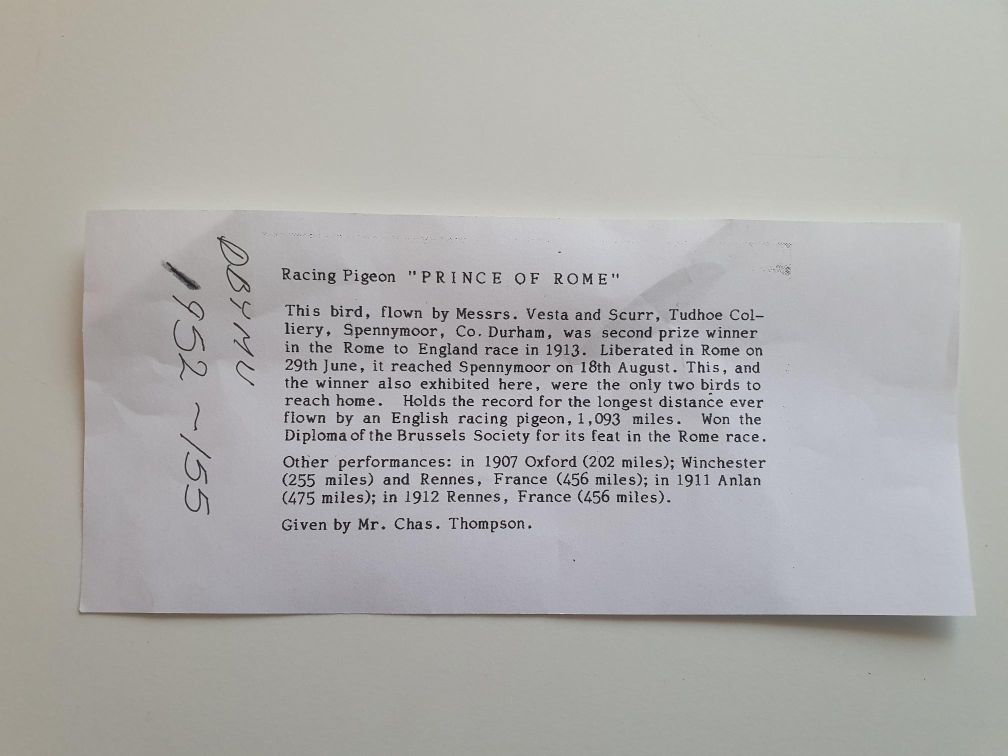 DBYMU
1952-155
Racing Pigeon "PRINCE OF ROME"
This bird, flown by Messrs. Vesta and Scurr, Tudhoe Col-
liery, Spennymoor, Co. Durham, was second prize winner
in the Rome to England race in 1913. Liberated in Rome on
29th June, it reached Spennymoor on 18th August. This, and
the winner also exhibited here, were the only two birds to
reach home. Holds the record for the longest distance ever
flown by an English racing pigeon, 1,093 miles. Won the
Diploma of the Brussels Society for its feat in the Rome race.
Other performances: in 1907 Oxford (202 miles); Winchester
(255 miles) and Rennes, France (456 miles); in 1911 Anlan
(475 miles); in 1912 Rennes, France (456 miles).
Given by Mr. Chas. Thompson.